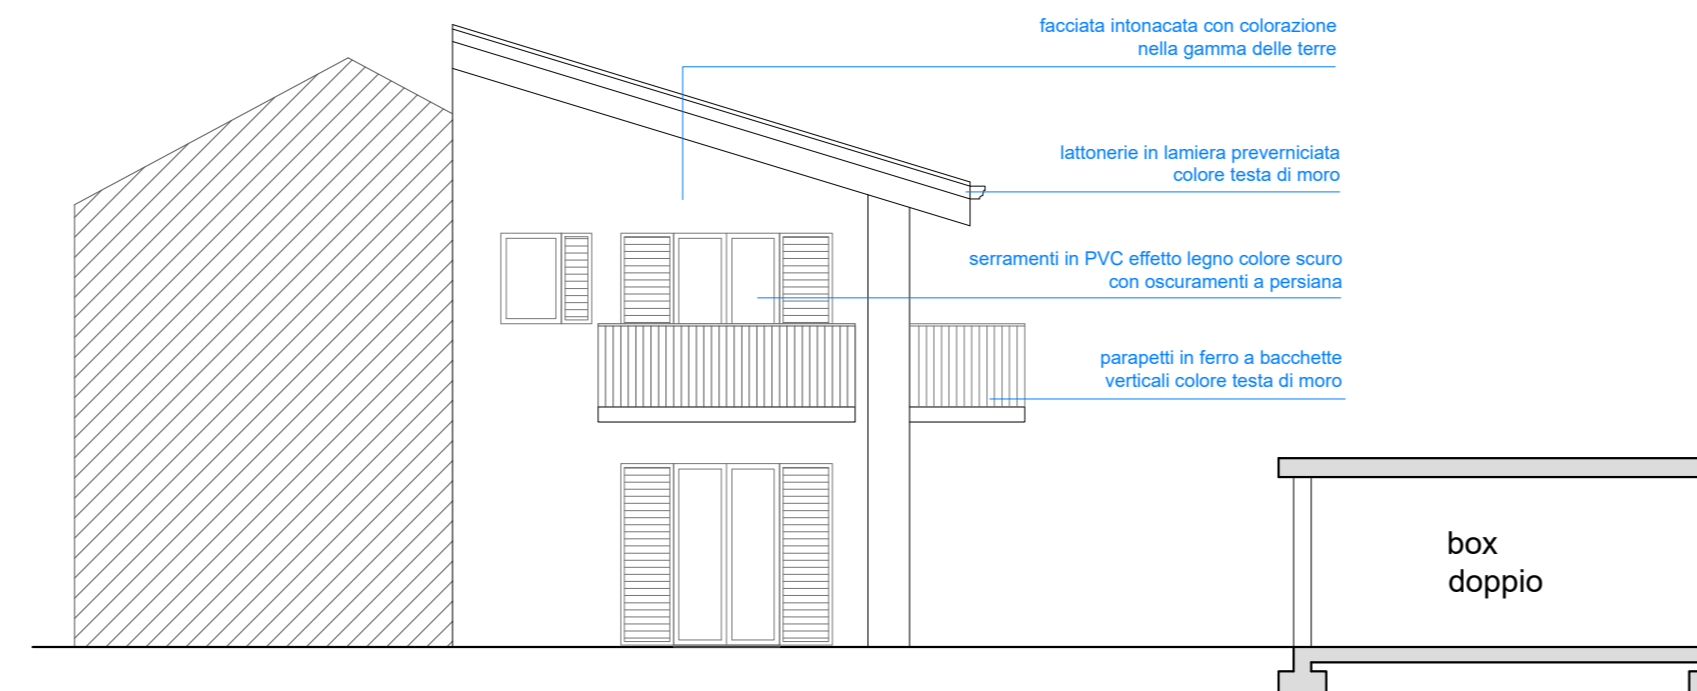 facciata intonacata con colorazione
nella gamma delle terre
lattonerie in lamiera preverniciata
colore testa di moro
serramenti in PVC effetto legno colore scuro
con oscuramenti a persiana
parapetti in ferro a bacchette
verticali colore testa di moro
box
doppio